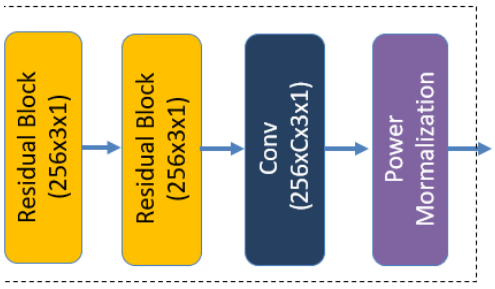 Residual Block
(256x3x1)
Residual Block
(256x3x1)
Conv
(256xCx3x1)
Power
Mormalization